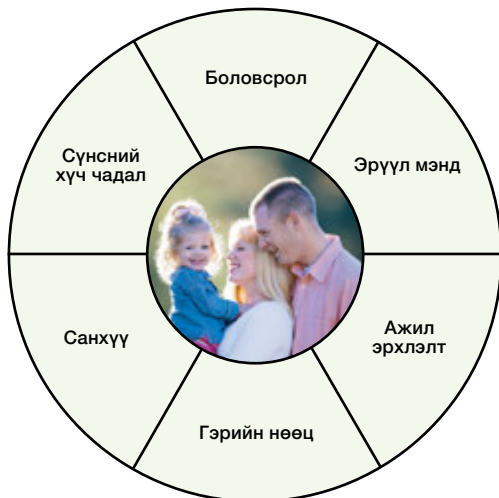 Боловсрол
Эрүүл мэнд
Ажил
эрхлэлт
Гэрийн нөөц
Санхүү
Сүнсний
хүч чадал